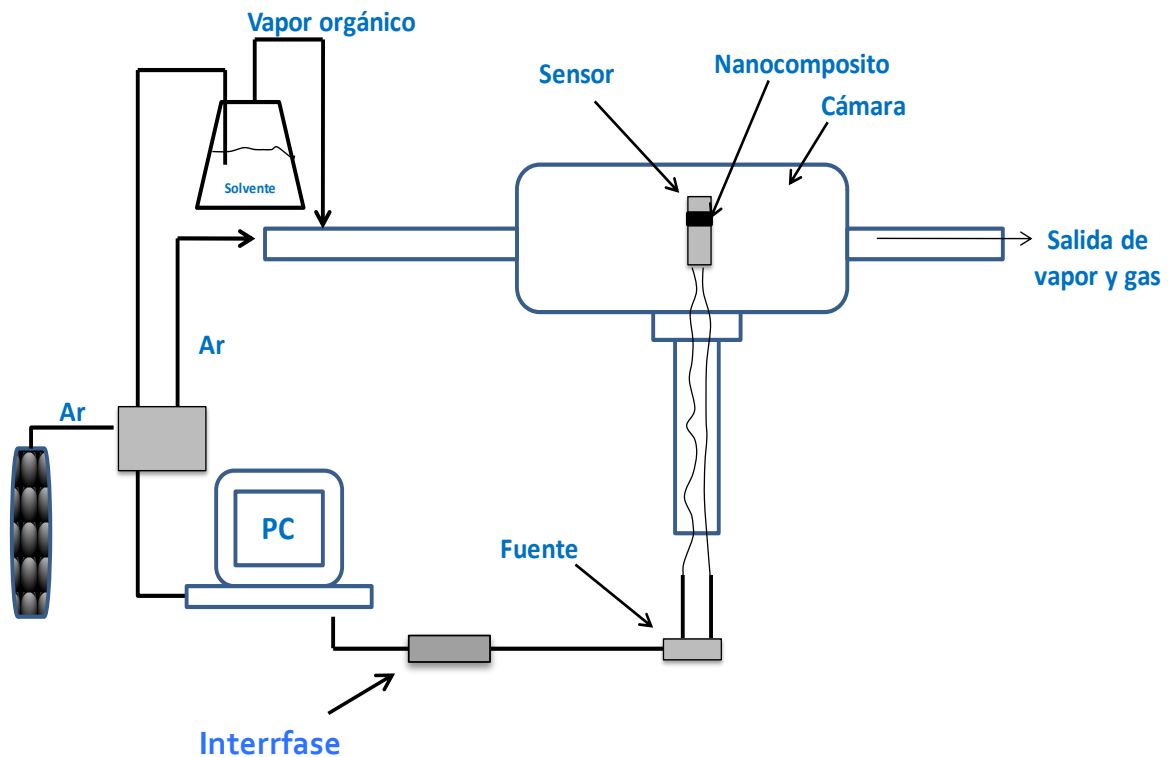 Vapor orgánico
Sensor
Nanocomposito
Cámara
Solvente
Salida de
vapor y gas
Ar
Ar
PC
Fuente
Interrfase